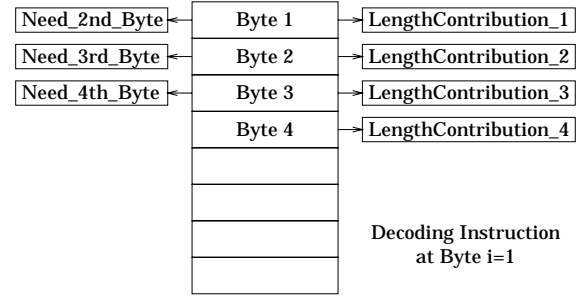 Need_2nd_Byte Byte 1 LengthContribution_1
Need_3rd_Byte Byte 2 LengthContribution_2
Need_4th_Byte Byte 3 LengthContribution_3
Byte 4 LengthContribution_4
Decoding Instruction
at Byte i=1